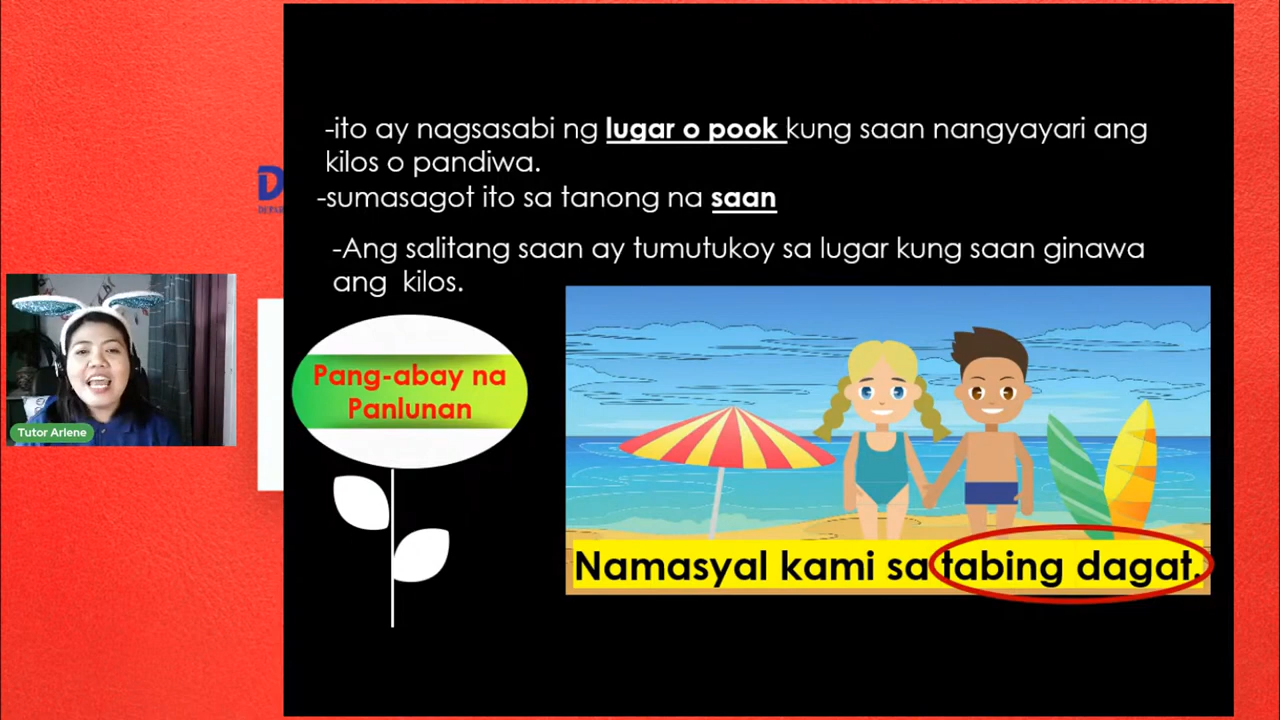 -ito ay nagsasabi ng lugar o pook kung saan nangyayari ang
kilos o pandiwa.
-sumasagot ito sa tanong na saan
-Ang salitang saan ay tumutukoy sa lugar kung saan ginawa
ang kilos.
Pang-abay na
Panlunan
Tutor Arlene
Namasyal kami sa tabing dagat.